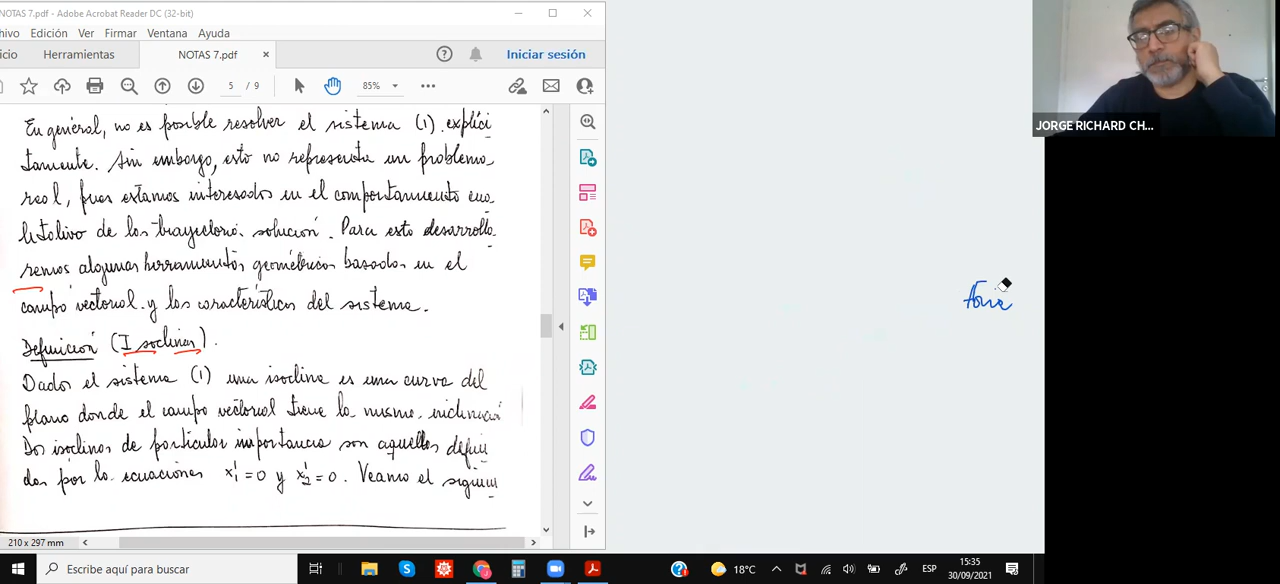 NOTAS 7.pdf - Adobe Acrobat Reader DC (32-bit)
hivo Edición Ver Firmar Ventana Ayuda
icio Herramientas NOTAS 7.pdf × Iniciar sesión
5 / 9 85%
En general, no es posible resolver el sistema (1) explíci
tamente. Sin embargo, esto no representa un problema
real, pues estamos interesados en el comportamiento cua
litativo de las trayectorias solución. Para esto desarrolla-
remos algunas herramientas geométricas basadas en el
campo vectorial y las características del sistema.
Definición (Isoclinas).
Dados el sistema (1) una isoclina es una curva del
plano donde el campo vectorial tiene la misma inclinació
Dos isoclinas de particular importancia son aquellas defini
das por la ecuaciones x'₁ = 0 y x'₂ = 0. Veamo el siguien
210 x 297 mm
JORGE RICHARD CH...
Escribe aquí para buscar
18°C ESP 15:35
30/09/2021